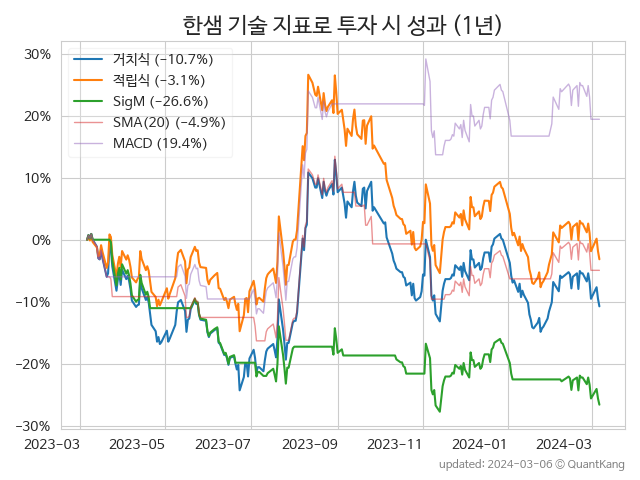 한샘 기술 지표로 투자 시 성과 (1년)
거치식 (−10.7%)
적립식 (−3.1%)
SigM (−26.6%)
SMA(20) (−4.9%)
MACD (19.4%)
30%
20%
10%
0%
−10%
−20%
−30%
2023−03 2023−05 2023−07 2023−09 2023−11 2024−01 2024−03
updated: 2024−03−06 ⓒ QuantKang